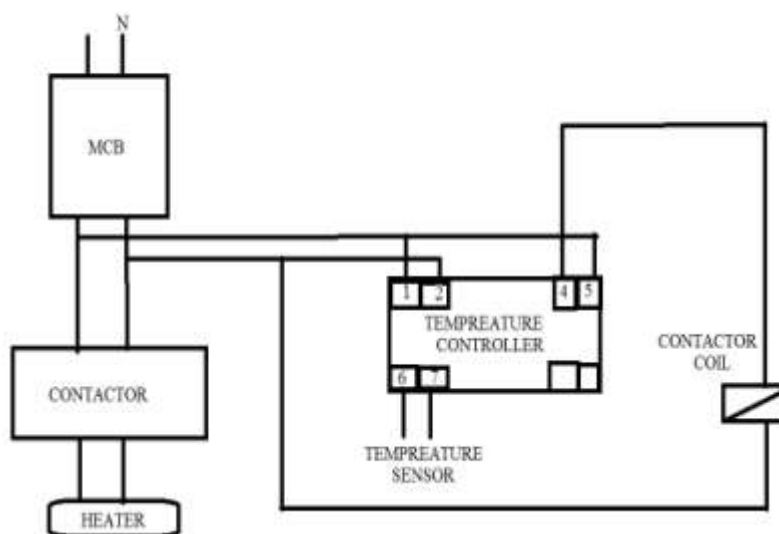 N
MCB
1 2 4 5
TEMPREATURE
CONTROLLER
6 7
CONTACTOR
COIL
CONTACTOR
TEMPREATURE
SENSOR
HEATER